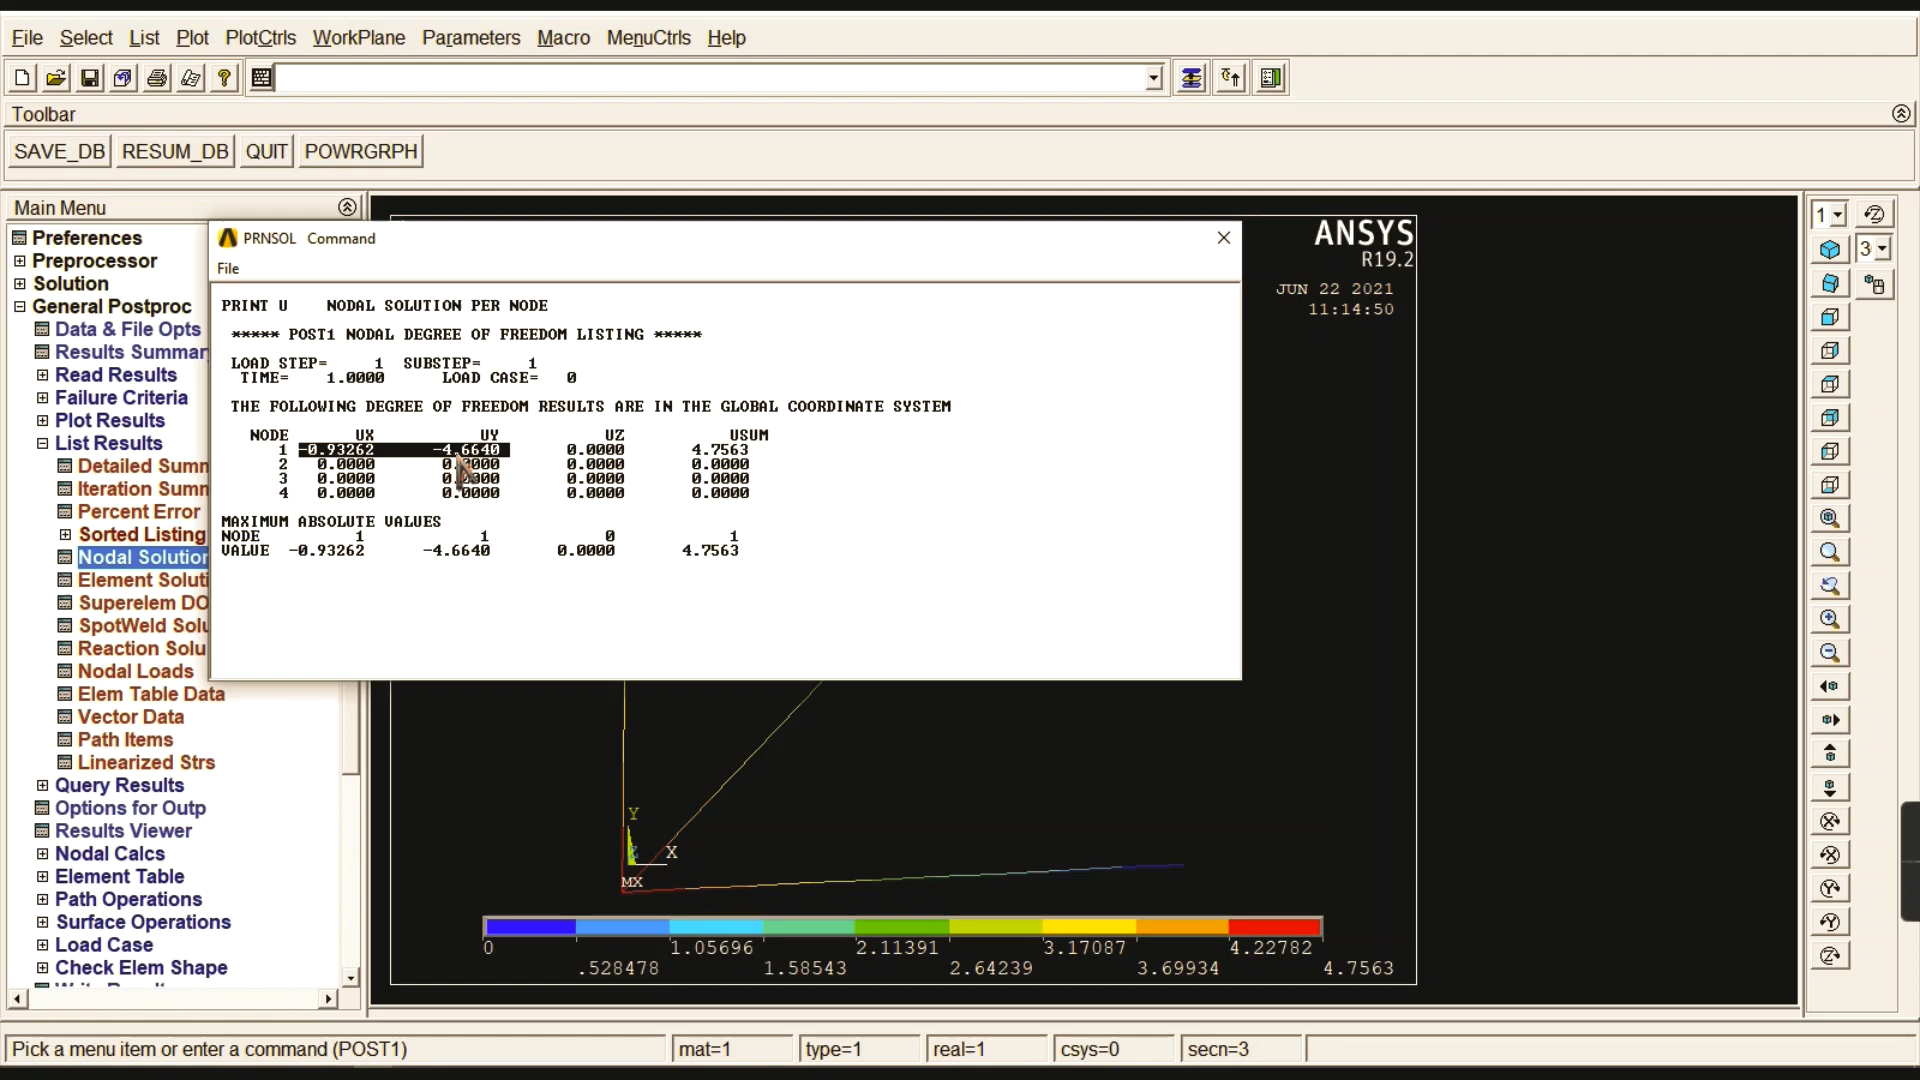 File Select List Plot PlotCtrls WorkPlane Parameters Macro MenuCtrls Help
Toolbar
SAVE_DB RESUM_DB QUIT POWRGRPH
Main Menu
Preferences
Preprocessor
Solution
General Postproc
Data & File Opts
Results Summar
Read Results
Failure Criteria
Plot Results
List Results
Detailed Summ
Iteration Summ
Percent Error
Sorted Listing
Nodal Solution
Element Soluti
Superelem DO
SpotWeld Solu
Reaction Solu
Nodal Loads
Elem Table Data
Vector Data
Path Items
Linearized Strs
Query Results
Options for Outp
Results Viewer
Nodal Calcs
Element Table
Path Operations
Surface Operations
Load Case
Check Elem Shape
PRNSOL Command
File
PRINT U NODAL SOLUTION PER NODE
***** POST1 NODAL DEGREE OF FREEDOM LISTING *****
LOAD STEP= 1 SUBSTEP= 1
TIME= 1.0000 LOAD CASE= 0
THE FOLLOWING DEGREE OF FREEDOM RESULTS ARE IN THE GLOBAL COORDINATE SYSTEM
NODE UX UY UZ USUM
1 -0.93262 -4.6640 0.0000 4.7563
2 0.0000 0.0000 0.0000 0.0000
3 0.0000 0.0000 0.0000 0.0000
4 0.0000 0.0000 0.0000 0.0000
MAXIMUM ABSOLUTE VALUES
NODE 1 1 0 1
VALUE -0.93262 -4.6640 0.0000 4.7563
ANSYS
R19.2
JUN 22 2021
11:14:50
1
3
Y
Z X
MX
0 1.05696 2.11391 3.17087 4.22782
.528478 1.58543 2.64239 3.69934 4.7563
Pick a menu item or enter a command (POST1) mat=1 type=1 real=1 csys=0 secn=3